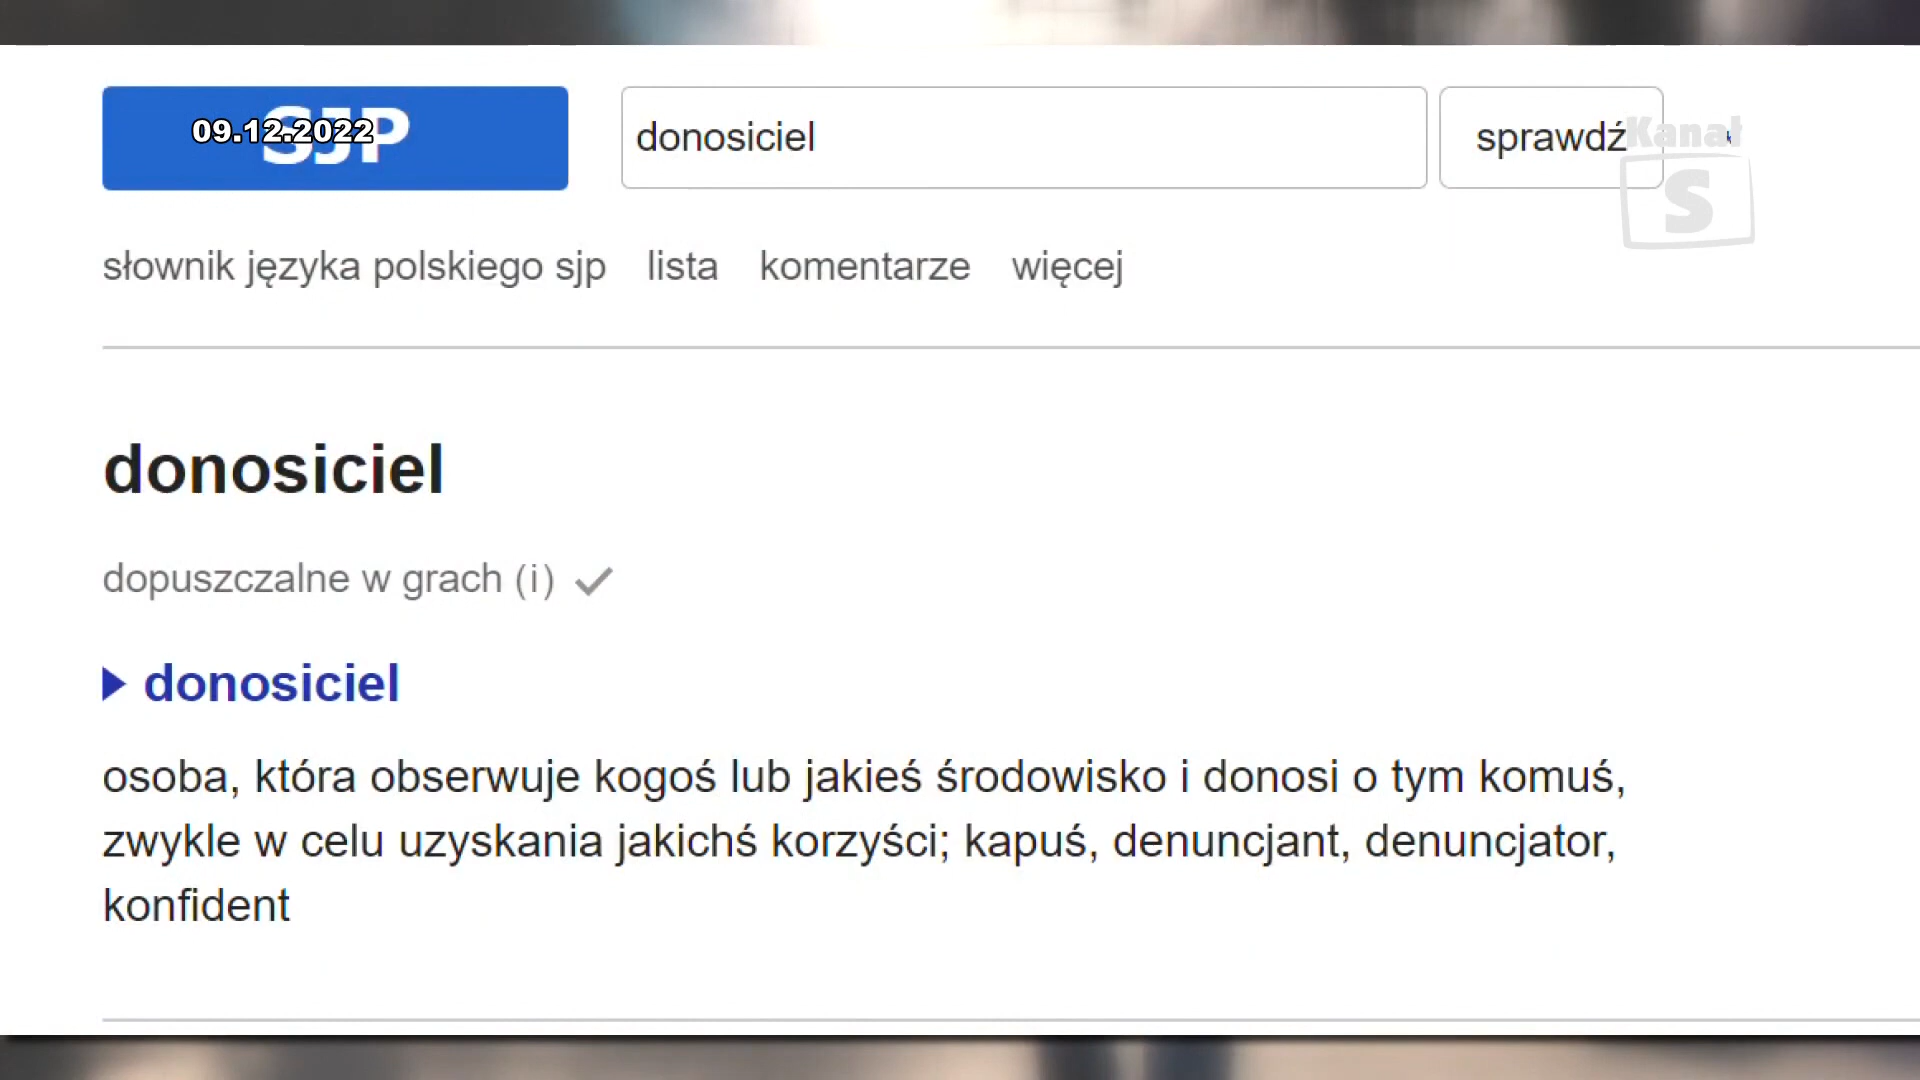 SJP
09.12.2022
donosiciel
sprawdź
Kanał
S
słownik języka polskiego sjp lista komentarze więcej
donosiciel
dopuszczalne w grach (i)
donosiciel
osoba, która obserwuje kogoś lub jakieś środowisko i donosi o tym komuś,
zwykle w celu uzyskania jakichś korzyści; kapuś, denuncjant, denuncjator,
konfident